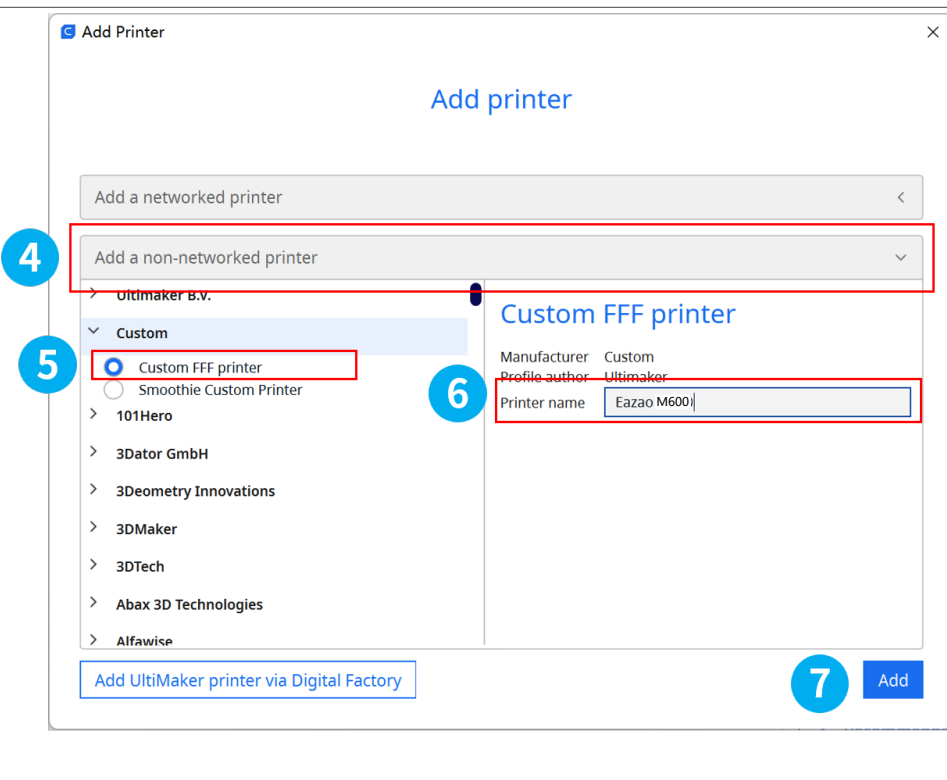 Add Printer
Add printer
Add a networked printer
4
Add a non-networked printer
Ultimaker B.V.
Custom
5
Custom FFF printer
Smoothie Custom Printer
101Hero
3Dator GmbH
3Deometry Innovations
3DMaker
3DTech
Abax 3D Technologies
Alfawise
Custom FFF printer
Manufacturer Custom
Profile author Ultimaker
6
Printer name Eazao M600
Add UltiMaker printer via Digital Factory
7
Add